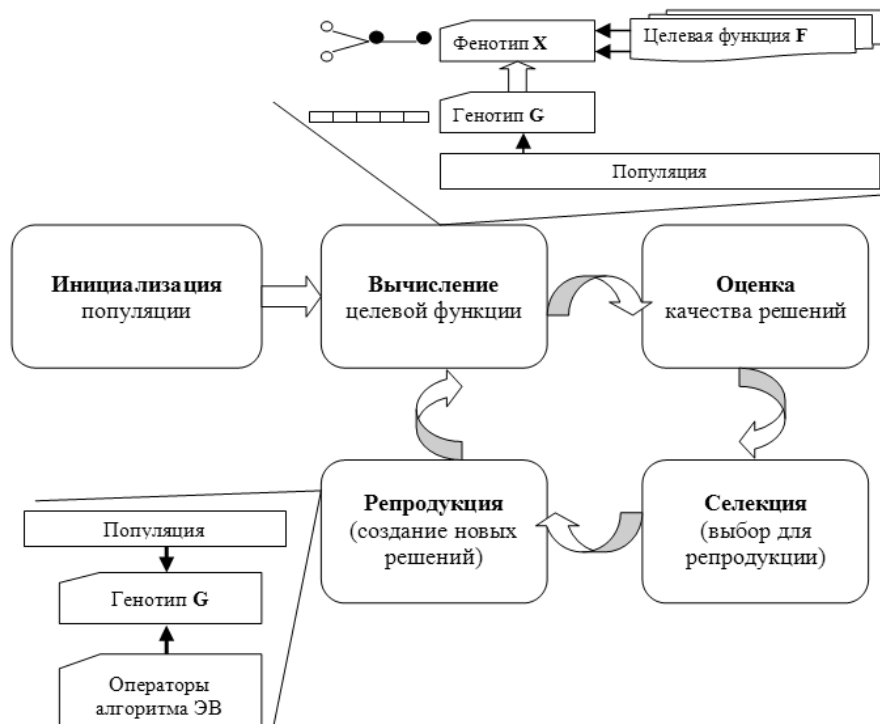 Фенотип X
Целевая функция F
Генотип G
Популяция
Инициализация
популяции
Вычисление
целевой функции
Оценка
качества решений
Репродукция
(создание новых
решений)
Селекция
(выбор для
репродукции)
Популяция
Генотип G
Операторы
алгоритма ЭВ